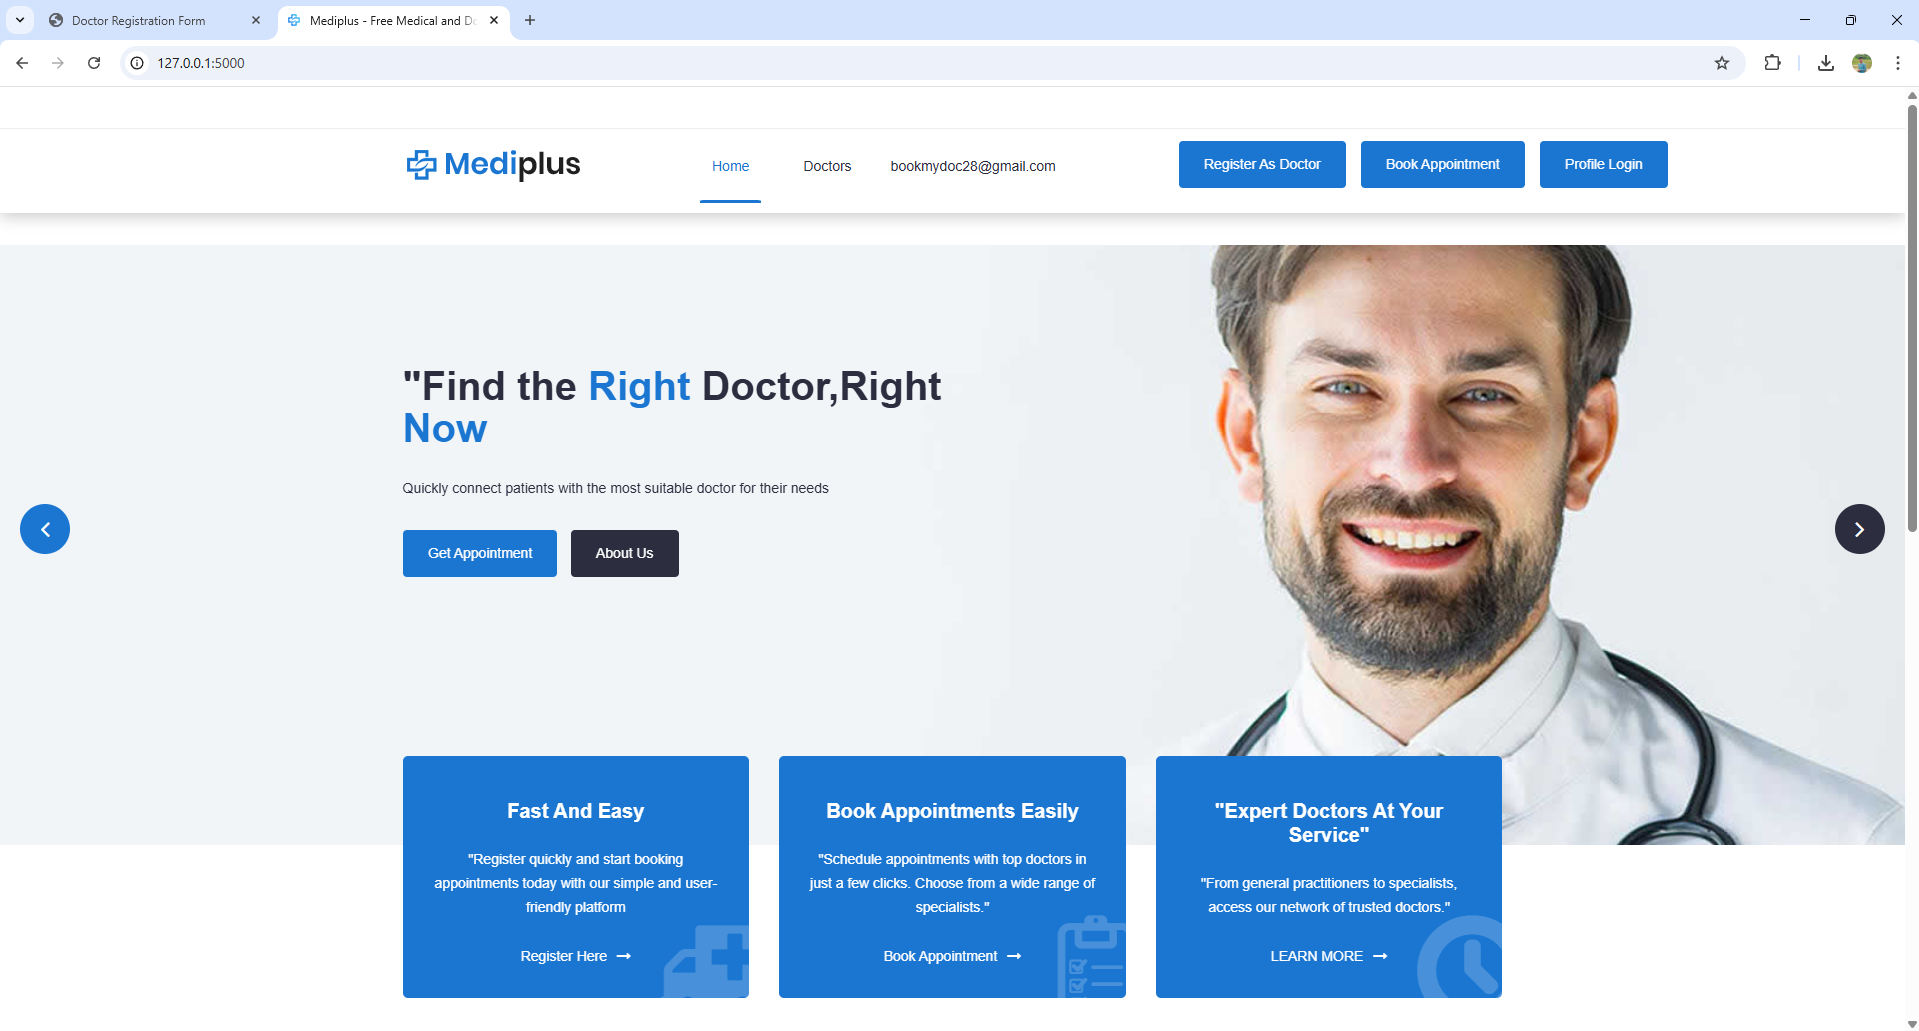 Doctor Registration Form
Mediplus - Free Medical and Do
127.0.0.1:5000
Mediplus
Home
Doctors
bookmydoc28@gmail.com
Register As Doctor
Book Appointment
Profile Login
"Find the Right Doctor,Right
Now
Quickly connect patients with the most suitable doctor for their needs
Get Appointment
About Us
Fast And Easy
"Register quickly and start booking
appointments today with our simple and user-
friendly platform
Register Here
Book Appointments Easily
"Schedule appointments with top doctors in
just a few clicks. Choose from a wide range of
specialists."
Book Appointment
"Expert Doctors At Your
Service"
"From general practitioners to specialists,
access our network of trusted doctors."
LEARN MORE